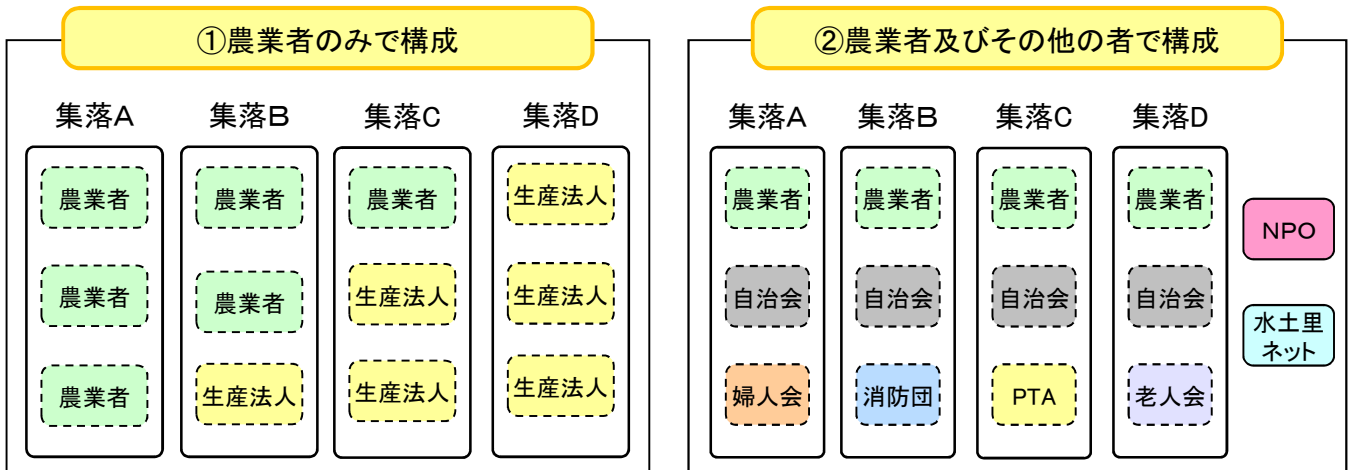 ①農業者のみで構成
集落A 集落B 集落C 集落D
農業者 農業者 農業者 生産法人
農業者 農業者 生産法人 生産法人
農業者 生産法人 生産法人 生産法人
②農業者及びその他の者で構成
集落A 集落B 集落C 集落D
農業者 農業者 農業者 農業者
自治会 自治会 自治会 自治会
婦人会 消防団 PTA 老人会
NPO
水土里
ネット